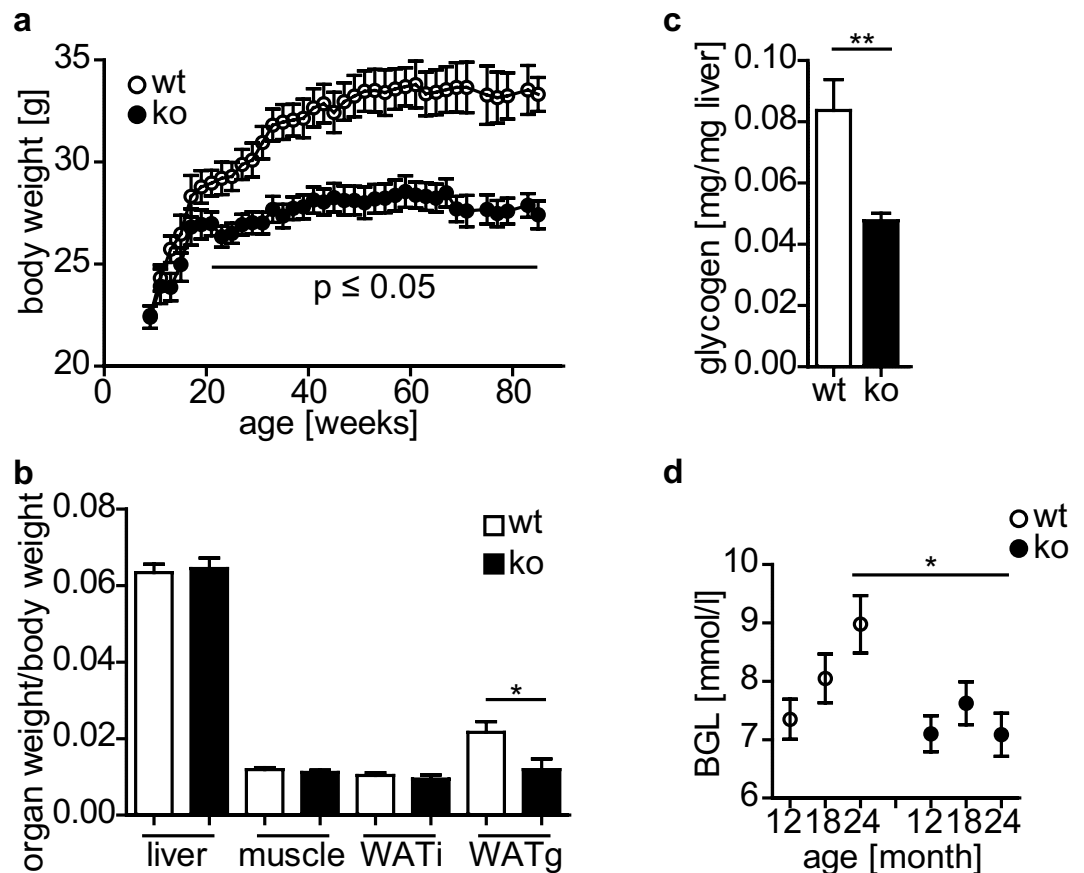 a
35
30
25
20
body weight [g]
wt
ko
p ≤ 0.05
0 20 40 60 80
age [weeks]
c
0.10
0.08
0.06
0.04
0.02
0.00
glycogen [mg/mg liver]
**
wt ko
b
0.08
0.06
0.04
0.02
0.00
organ weight/body weight
wt
ko
*
liver muscle WATi WATg
d
wt
ko
10
9
8
7
6
BGL [mmol/l]
*
12 18 24 12 18 24
age [month]